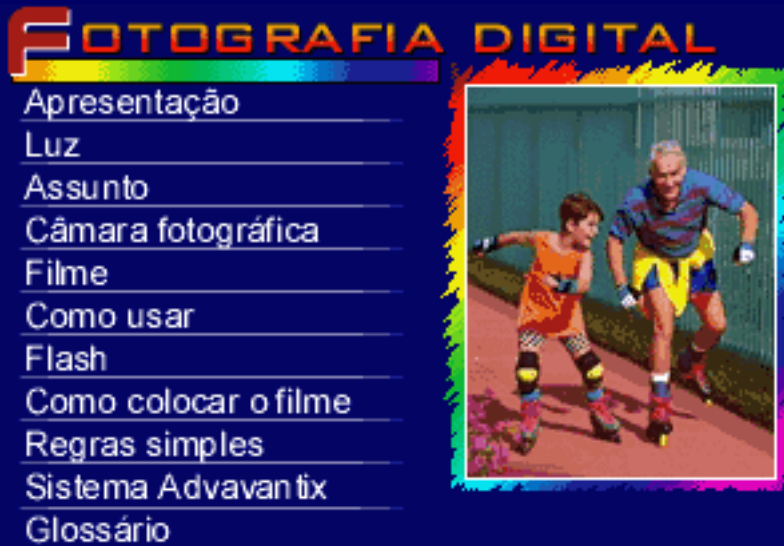 FOTOGRAFIA DIGITAL
Apresentação
Luz
Assunto
Câmara fotográfica
Filme
Como usar
Flash
Como colocar o filme
Regras simples
Sistema Advavantix
Glossário